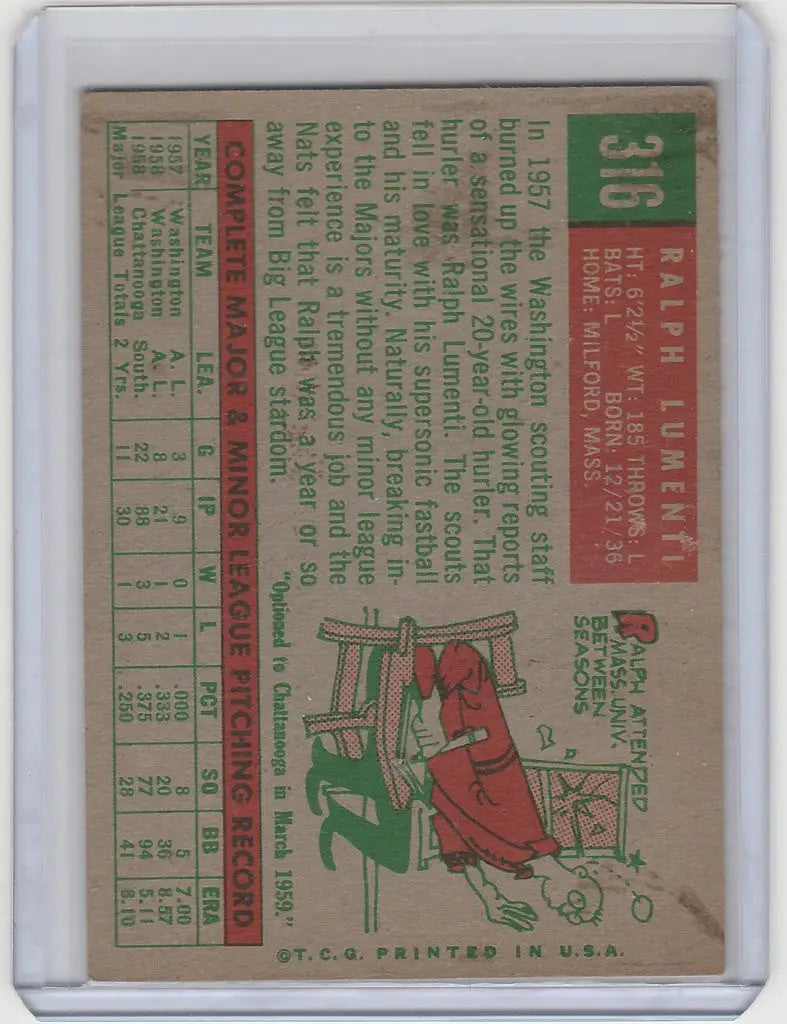 316
RALPH LUMENTI
HT: 6'2½" WT: 185 THROWS: L
BATS: L BORN: 12/21/36
HOME: MILFORD, MASS.
In 1957 the Washington scouting staff
burned up the wires with glowing reports
of a sensational 20-year-old hurler. That
hurler was Ralph Lumenti. The scouts
fell in love with his supersonic fastball
and his maturity. Naturally, breaking in-
to the Majors without any minor league
experience is a tremendous job and the
Nats felt that Ralph was a year or so
away from Big League stardom.
"Optioned to Chattanooga in March 1959."
RALPH ATTENDED
MASS. UNIV.
BETWEEN
SEASONS
COMPLETE MAJOR & MINOR LEAGUE PITCHING RECORD
YEAR TEAM LEA. G IP W L PCT SO BB ERA
1957 Washington A. L. 3 9 0 1 .000 8 5 7.00
1958 Washington A. L. 8 21 1 2 .333 20 36 8.57
1958 Chattanooga South. 22 88 3 5 .375 77 94 5.11
Major League Totals 2 Yrs. 11 30 1 3 .250 28 41 8.10
©T.C.G. PRINTED IN U.S.A.